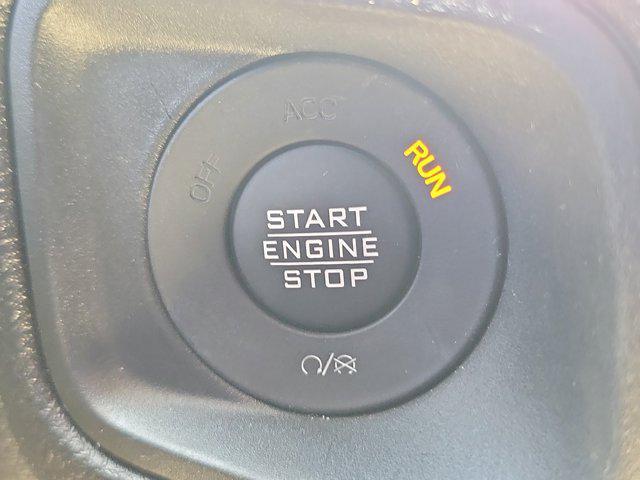 ACC
OFF
RUN
START
ENGINE
STOP